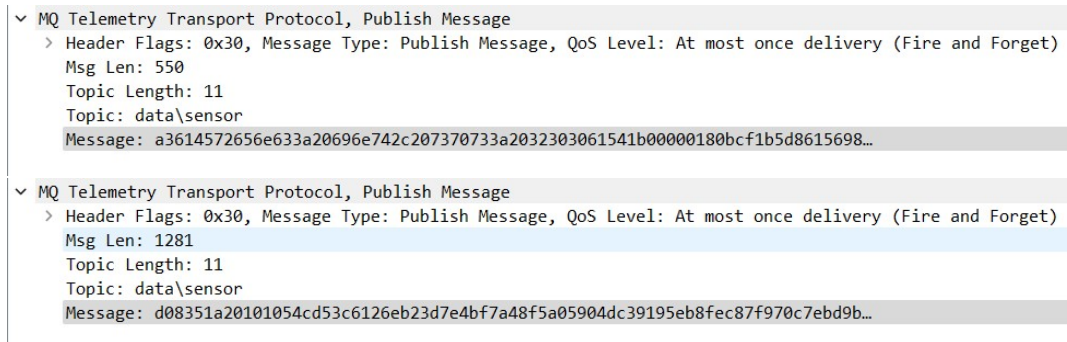 MQ Telemetry Transport Protocol, Publish Message
Header Flags: 0x30, Message Type: Publish Message, QoS Level: At most once delivery (Fire and Forget)
Msg Len: 550
Topic Length: 11
Topic: data\sensor
Message: a3614572656e633a20696e742c207370733a2032303061541b00000180bcf1b5d8615698…
MQ Telemetry Transport Protocol, Publish Message
Header Flags: 0x30, Message Type: Publish Message, QoS Level: At most once delivery (Fire and Forget)
Msg Len: 1281
Topic Length: 11
Topic: data\sensor
Message: d08351a20101054cd53c6126eb23d7e4bf7a48f5a05904dc39195eb8fec87f970c7ebd9b…